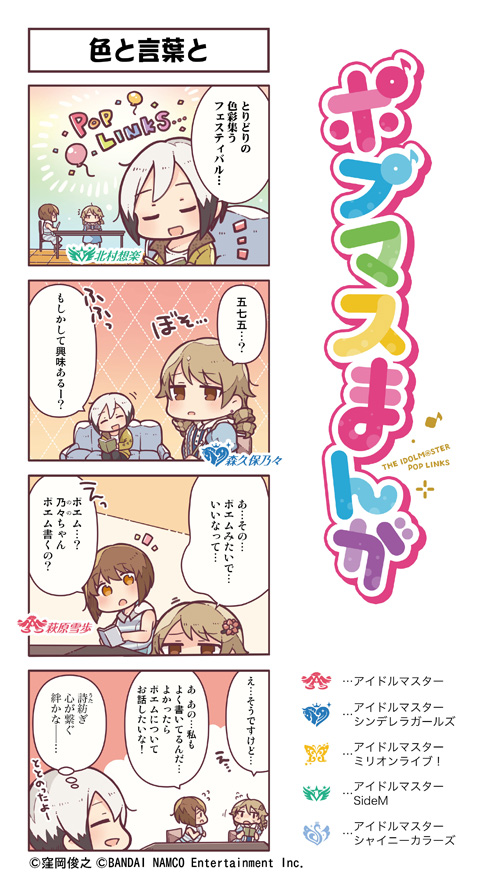 色と言葉と
とりどりの
色彩集う
フェスティバル…
POP
LINKS…
北村想楽
五七五…?
ぼそ…
ふふっ
もしかして興味あるー?
森久保乃々
あ…その…
ポエムみたいで…
いいなって…
えっ
ポエム…?
乃々ちゃん
ポエム書くの?
萩原雪歩
え…そうですけど…
え…
あ あの…私も
よく書いてるんだ…
よかったら
ポエムについて
お話したいな!
詩紡ぎ
うた
心が繋ぐ
絆かな―――
ととのったよー
ポプマスまんが
THE IDOLM@STER
POP LINKS
…アイドルマスター
…アイドルマスター
シンデレラガールズ
…アイドルマスター
ミリオンライブ!
…アイドルマスター
SideM
…アイドルマスター
シャイニーカラーズ
©窪岡俊之 ©BANDAI NAMCO Entertainment Inc.